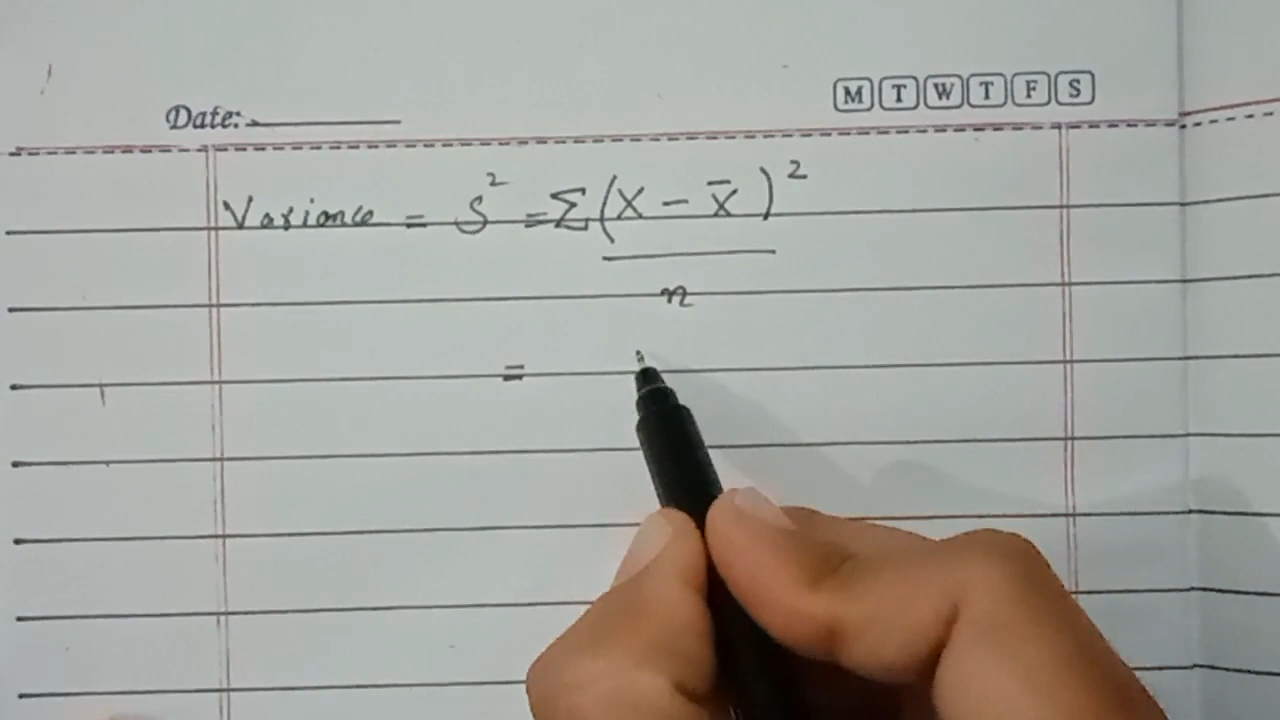 Date:
M T W T F S
Variance = S² = Σ(X - x̄)²
n
=